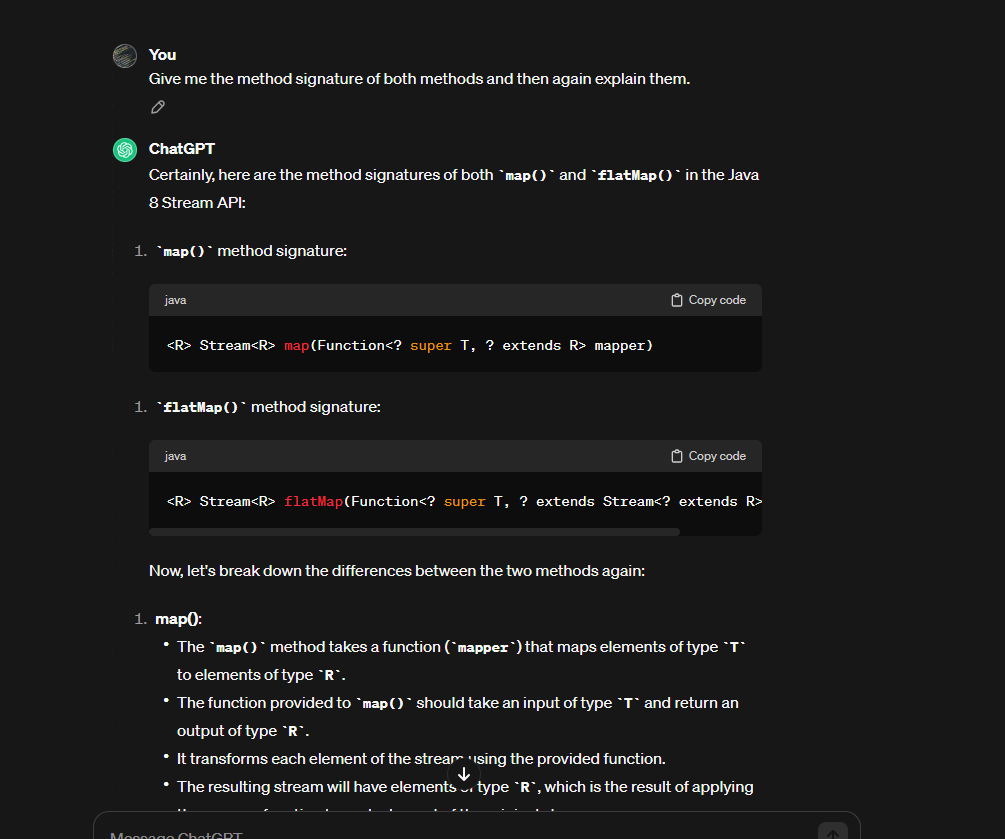 You
Give me the method signature of both methods and then again explain them.
ChatGPT
Certainly, here are the method signatures of both `map()` and `flatMap()` in the Java
8 Stream API:
1. `map()` method signature:
java
Copy code
<R> Stream<R> map(Function<? super T, ? extends R> mapper)
1. `flatMap()` method signature:
java
Copy code
<R> Stream<R> flatMap(Function<? super T, ? extends Stream<? extends R>
Now, let's break down the differences between the two methods again:
1. map():
• The `map()` method takes a function (`mapper`) that maps elements of type `T`
to elements of type `R`.
• The function provided to `map()` should take an input of type `T` and return an
output of type `R`.
• It transforms each element of the stream using the provided function.
• The resulting stream will have elements of type `R`, which is the result of applying
Message ChatGPT